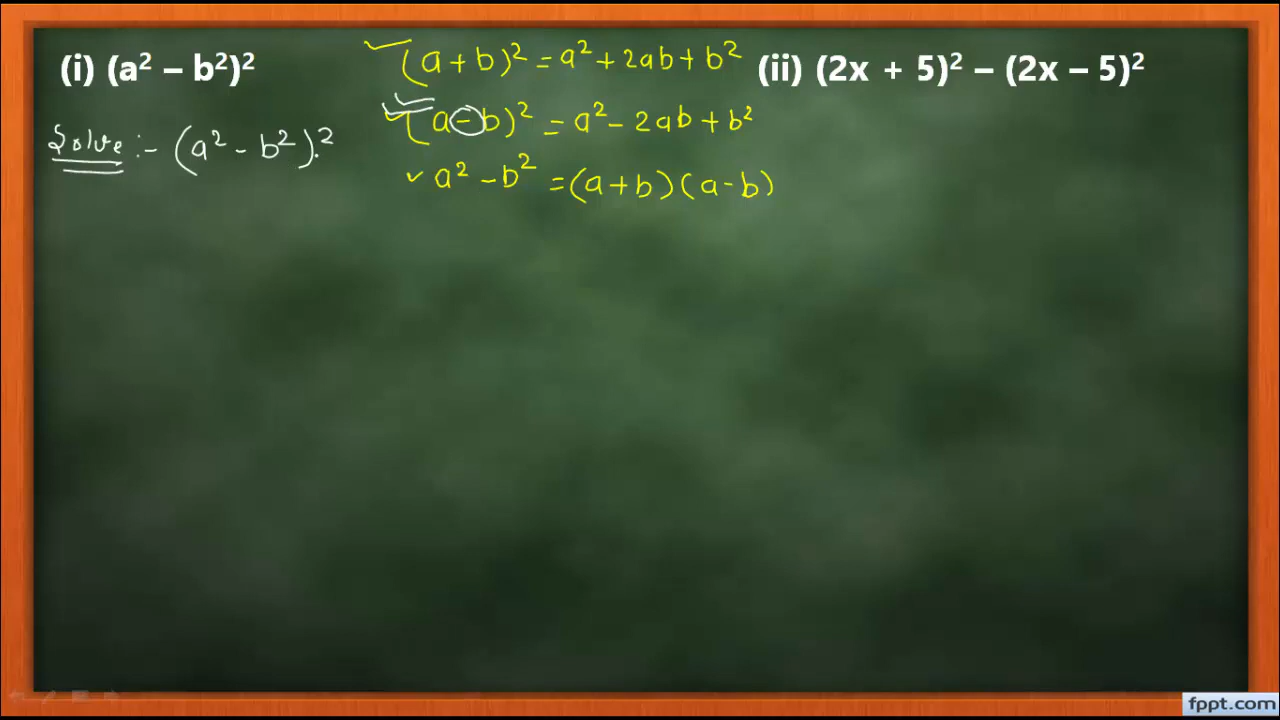 (i) (a² – b²)²
(a + b)² = a² + 2ab + b²
(ii) (2x + 5)² – (2x – 5)²
(a - b)² = a² - 2ab + b²
Solve :- (a² - b²)²
a² - b² = (a + b) (a - b)
fppt.com